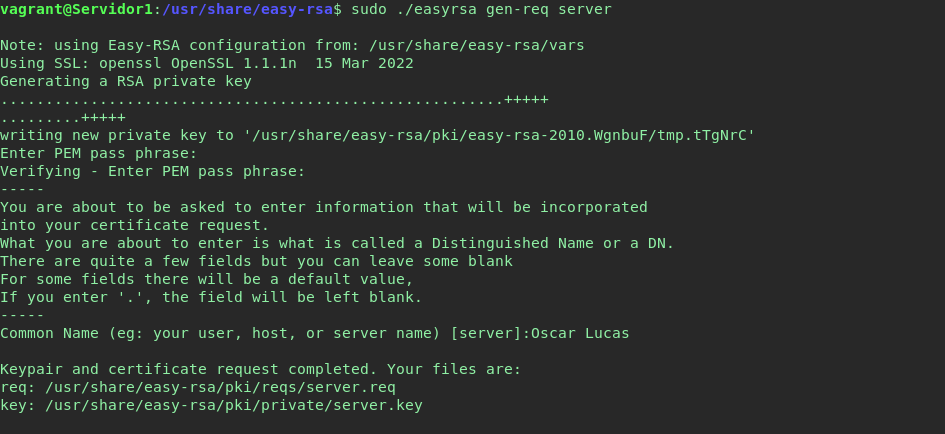 vagrant@Servidor1:/usr/share/easy-rsa$ sudo ./easyrsa gen-req server
Note: using Easy-RSA configuration from: /usr/share/easy-rsa/vars
Using SSL: openssl OpenSSL 1.1.1n  15 Mar 2022
Generating a RSA private key
........................................................+++++
.........+++++
writing new private key to '/usr/share/easy-rsa/pki/easy-rsa-2010.WgnbuF/tmp.tTgNrC'
Enter PEM pass phrase:
Verifying - Enter PEM pass phrase:
-----
You are about to be asked to enter information that will be incorporated
into your certificate request.
What you are about to enter is what is called a Distinguished Name or a DN.
There are quite a few fields but you can leave some blank
For some fields there will be a default value,
If you enter '.', the field will be left blank.
-----
Common Name (eg: your user, host, or server name) [server]:Oscar Lucas
Keypair and certificate request completed. Your files are:
req: /usr/share/easy-rsa/pki/reqs/server.req
key: /usr/share/easy-rsa/pki/private/server.key